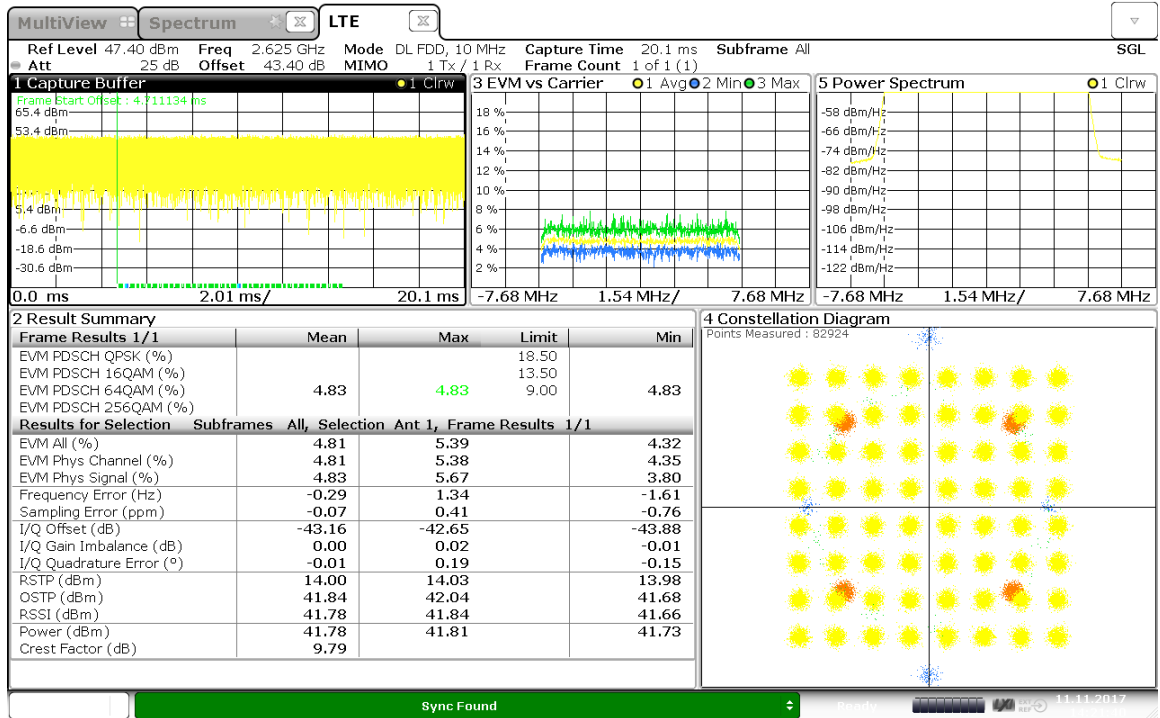 MultiView Spectrum LTE
Ref Level 47.40 dBm Freq 2.625 GHz Mode DL FDD, 10 MHz Capture Time 20.1 ms Subframe All SGL
Att 25 dB Offset 43.40 dB MIMO 1 Tx / 1 Rx Frame Count 1 of 1 (1)
1 Capture Buffer 1 Clrw
Frame Start Offset : 4.711134 ms
65.4 dBm
53.4 dBm
5.4 dBm
-6.6 dBm
-18.6 dBm
-30.6 dBm
0.0 ms 2.01 ms/ 20.1 ms
3 EVM vs Carrier 1 Avg 2 Min 3 Max
18 %
16 %
14 %
12 %
10 %
8 %
6 %
4 %
2 %
-7.68 MHz 1.54 MHz/ 7.68 MHz
5 Power Spectrum 1 Clrw
-58 dBm/Hz
-66 dBm/Hz
-74 dBm/Hz
-82 dBm/Hz
-90 dBm/Hz
-98 dBm/Hz
-106 dBm/Hz
-114 dBm/Hz
-122 dBm/Hz
-7.68 MHz 1.54 MHz/ 7.68 MHz
2 Result Summary
Frame Results 1/1 Mean Max Limit Min
EVM PDSCH QPSK (%) 18.50
EVM PDSCH 16QAM (%) 13.50
EVM PDSCH 64QAM (%) 4.83 4.83 9.00 4.83
EVM PDSCH 256QAM (%)
Results for Selection Subframes All, Selection Ant 1, Frame Results 1/1
EVM All (%) 4.81 5.39 4.32
EVM Phys Channel (%) 4.81 5.38 4.35
EVM Phys Signal (%) 4.83 5.67 3.80
Frequency Error (Hz) -0.29 1.34 -1.61
Sampling Error (ppm) -0.07 0.41 -0.76
I/Q Offset (dB) -43.16 -42.65 -43.88
I/Q Gain Imbalance (dB) 0.00 0.02 -0.01
I/Q Quadrature Error (°) -0.01 0.19 -0.15
RSTP (dBm) 14.00 14.03 13.98
OSTP (dBm) 41.84 42.04 41.68
RSSI (dBm) 41.78 41.84 41.66
Power (dBm) 41.78 41.81 41.73
Crest Factor (dB) 9.79
4 Constellation Diagram
Points Measured : 82924
Sync Found
Ready
LXI
11.11.2017